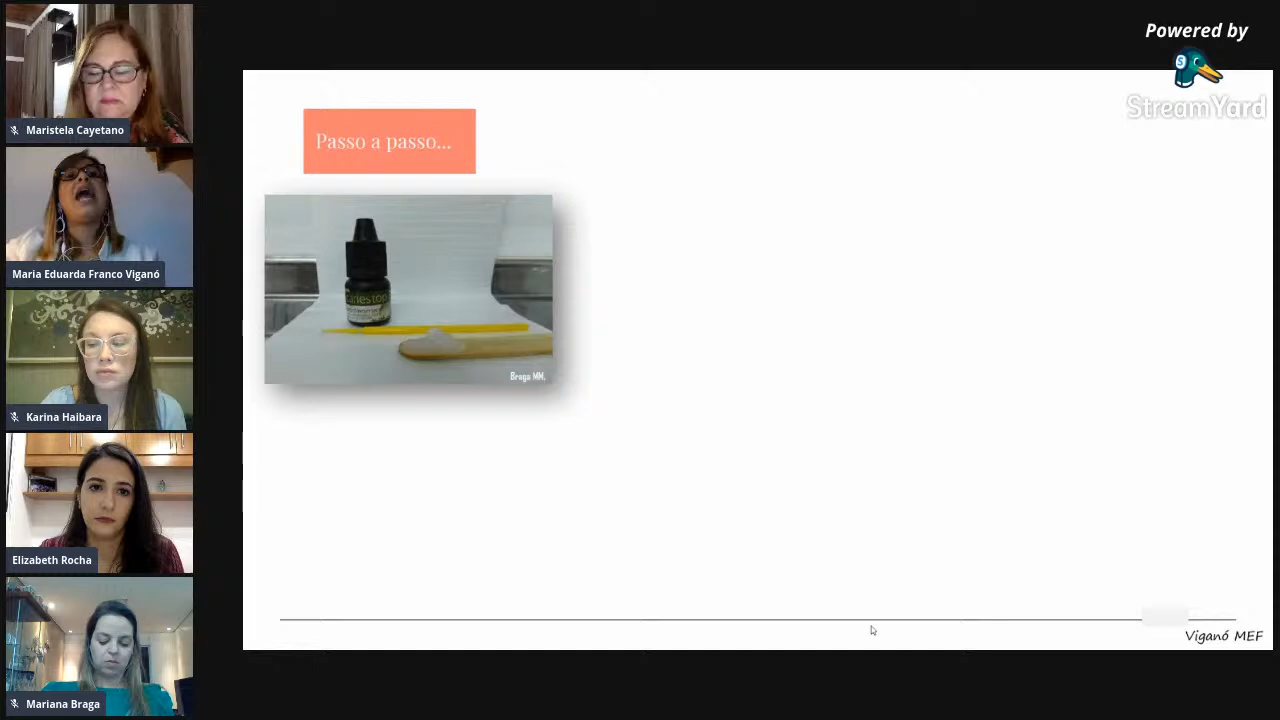 Maristela Cayetano
Maria Eduarda Franco Viganó
Karina Haibara
Elizabeth Rocha
Mariana Braga
Passo a passo...
Braga MM.
Viganó MEF
Powered by
S
StreamYard